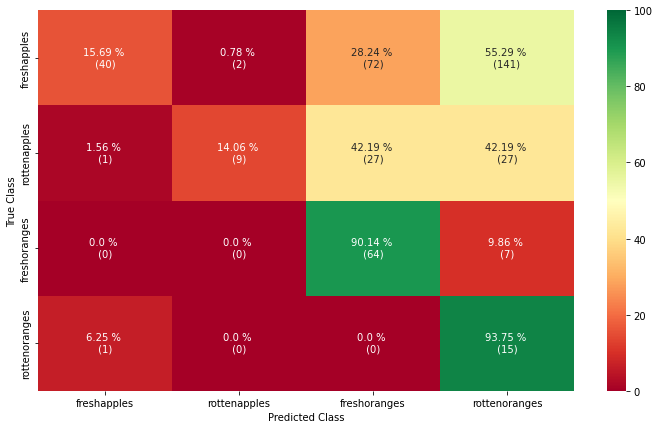 100
15.69 % 0.78 % 28.24 % 55.29 %
(40) (2) (72) (141)
freshapples
80
1.56 % 14.06 % 42.19 % 42.19 %
(1) (9) (27) (27)
rottenapples
60
True Class
40
0.0 % 0.0 % 90.14 % 9.86 %
(0) (0) (64) (7)
freshoranges
20
6.25 % 0.0 % 0.0 % 93.75 %
(1) (0) (0) (15)
rottenoranges
0
freshapples rottenapples freshoranges rottenoranges
Predicted Class